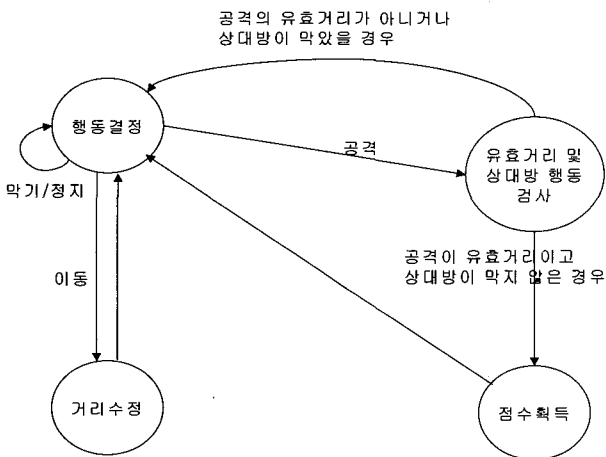 공격의 유효거리가 아니거나
상대방이 막았을 경우
행동결정
공격
유효거리 및
상대방 행동
검사
막기/정지
공격이 유효거리이고
상대방이 막지 않은 경우
이동
거리수정
점수획득